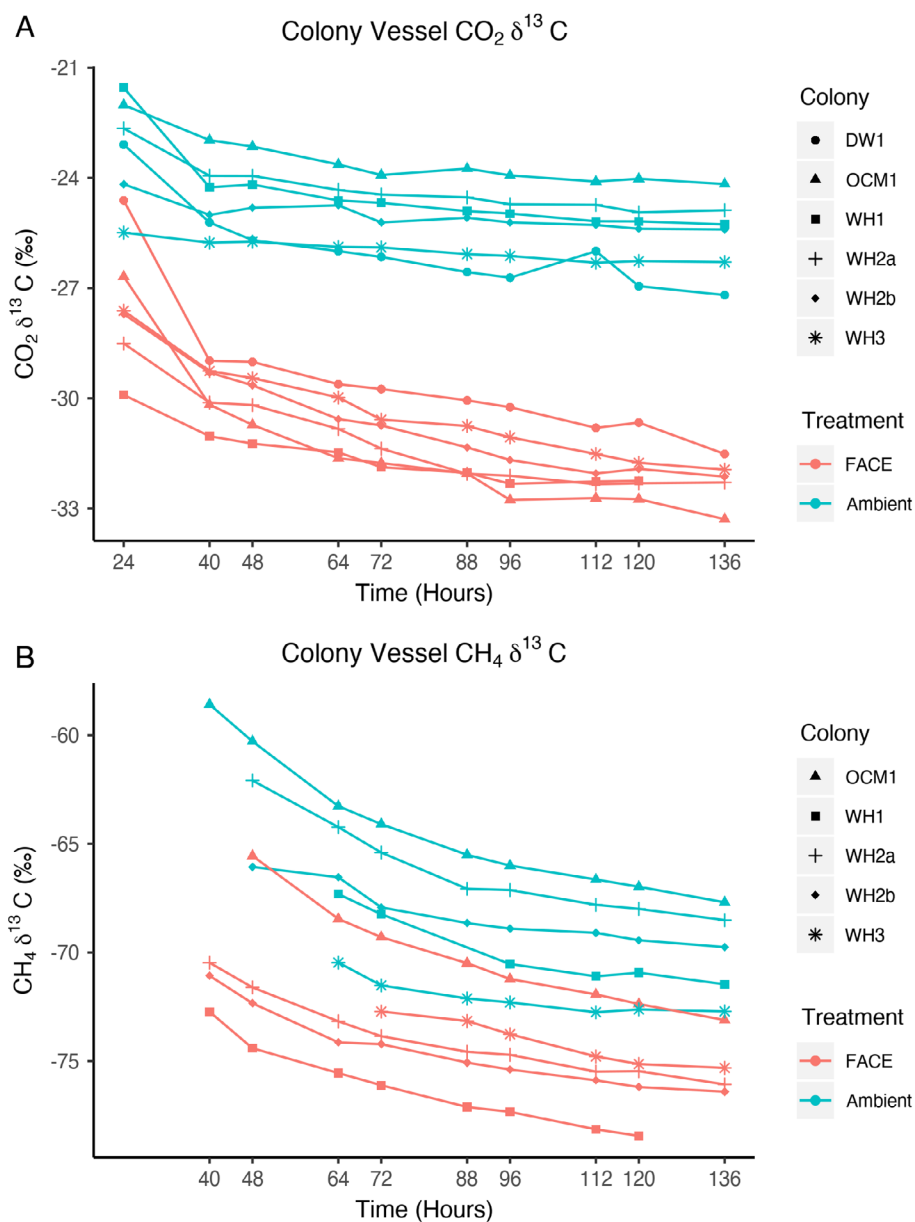 A
Colony Vessel CO₂ δ¹³ C
CO₂ δ¹³ C (‰)
-21
-24
-27
-30
-33
24 40 48 64 72 88 96 112 120 136
Time (Hours)
Colony
DW1
OCM1
WH1
WH2a
WH2b
WH3
Treatment
FACE
Ambient
B
Colony Vessel CH₄ δ¹³ C
CH₄ δ¹³ C (‰)
-60
-65
-70
-75
40 48 64 72 88 96 112 120 136
Time (Hours)
Colony
OCM1
WH1
WH2a
WH2b
WH3
Treatment
FACE
Ambient